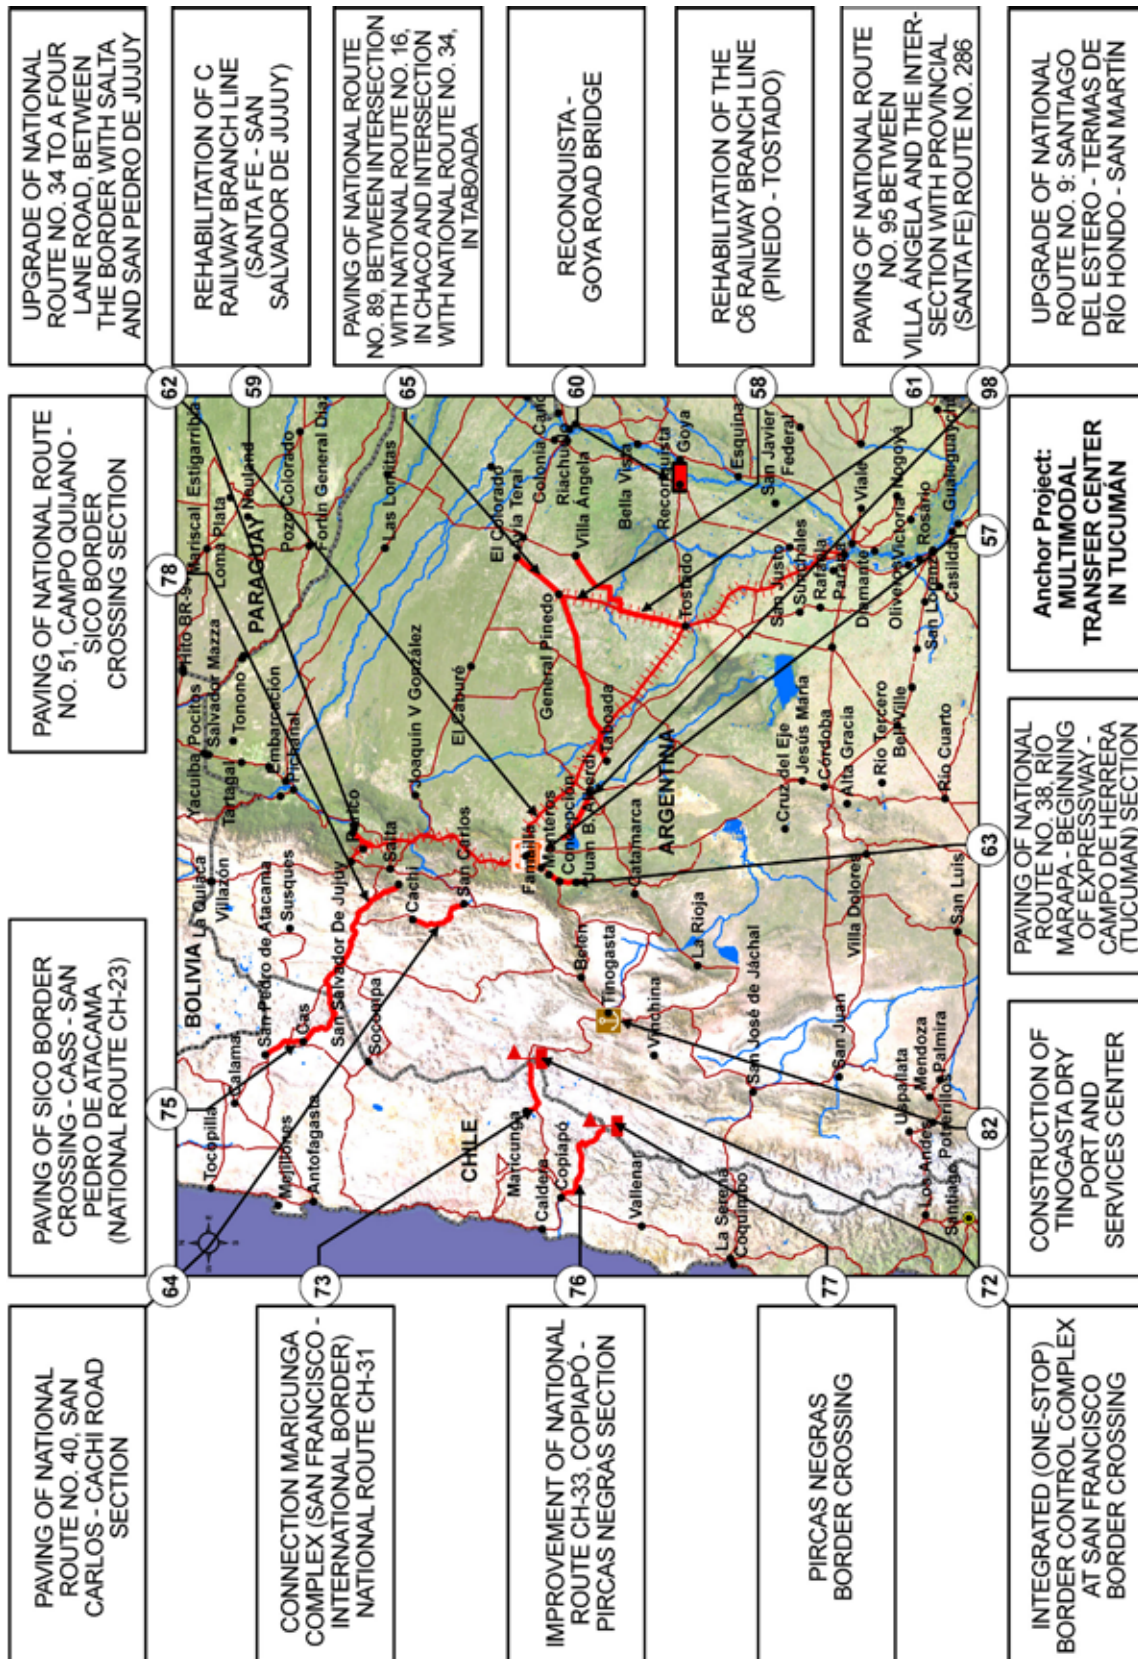 PAVING OF NATIONAL
ROUTE NO. 40, SAN
CARLOS - CACHI ROAD
SECTION
PAVING OF SICO BORDER
CROSSING - CASS - SAN
PEDRO DE ATACAMA
(NATIONAL ROUTE CH-23)
PAVING OF NATIONAL ROUTE
NO. 51, CAMPO QUIJANO -
SICO BORDER
CROSSING SECTION
UPGRADE OF NATIONAL
ROUTE NO. 34 TO A FOUR
LANE ROAD, BETWEEN
THE BORDER WITH SALTA
AND SAN PEDRO DE JUJUY
64
75
78
62
CONNECTION MARICUNGA
COMPLEX (SAN FRANCISCO -
INTERNATIONAL BORDER)
NATIONAL ROUTE CH-31
73
IMPROVEMENT OF NATIONAL
ROUTE CH-33, COPIAPÓ -
PIRCAS NEGRAS SECTION
76
PIRCAS NEGRAS
BORDER CROSSING
77
BOLIVIA
PARAGUAY
CHILE
ARGENTINA
Tocopilla
Calama
San Pedro de Atacama
La Quiaca
Villazón
Yacuiba
Pocitos
Salvador Mazza
Hito BR-94
Mariscal Estigarribia
Loma Plata
Neuland
Tartagal
Tonono
Mejillones
Antofagasta
Cas
Susques
Embarcación
Pichanal
Pozo Colorado
Fortín General Díaz
San Salvador De Jujuy
Socompa
Perico
Salta
Cachi
San Carlos
Joaquín V González
Las Lomitas
El Caburé
El Colorado
Maricunga
Caldera
Copiapó
Vallenar
Famaillá
Monteros
Concepción
Juan B. Alberdi
Catamarca
Belén
Tinogasta
Vinchina
La Rioja
Taboada
General Pinedo
Villa Ángela
Riachuelo
Bella Vista
Reconquista
Goya
Tostado
Esquina
San Javier
Federal
La Serena
Coquimbo
San José de Jáchal
Cruz del Eje
Jesús María
Córdoba
Alta Gracia
Villa Dolores
San Juan
San Justo
Sunchales
Rafaela
Viale
Diamante
Nogoyá
Victoria
Oliveros
Rosario
San Lorenzo
Casilda
Gualeguaychú
Río Tercero
Bell Ville
Río Cuarto
San Luis
Uspallata
Mendoza
Palmira
Potrerillos
Los Andes
Santiago
59
REHABILITATION OF C
RAILWAY BRANCH LINE
(SANTA FE - SAN
SALVADOR DE JUJUY)
65
PAVING OF NATIONAL ROUTE
NO. 89, BETWEEN INTERSECTION
WITH NATIONAL ROUTE NO. 16,
IN CHACO AND INTERSECTION
WITH NATIONAL ROUTE NO. 34,
IN TABOADA
60
RECONQUISTA -
GOYA ROAD BRIDGE
58
REHABILITATION OF THE
C6 RAILWAY BRANCH LINE
(PINEDO - TOSTADO)
61
PAVING OF NATIONAL ROUTE
NO. 95 BETWEEN
VILLA ÁNGELA AND THE INTER-
SECTION WITH PROVINCIAL
(SANTA FE) ROUTE NO. 286
72
82
63
57
98
INTEGRATED (ONE-STOP)
BORDER CONTROL COMPLEX
AT SAN FRANCISCO
BORDER CROSSING
CONSTRUCTION OF
TINOGASTA DRY
PORT AND
SERVICES CENTER
PAVING OF NATIONAL
ROUTE NO. 38, RIO
MARAPA - BEGINNING
OF EXPRESSWAY -
CAMPO DE HERRERA
(TUCUMAN) SECTION
Anchor Project:
MULTIMODAL
TRANSFER CENTER
IN TUCUMÁN
UPGRADE OF NATIONAL
ROUTE NO. 9: SANTIAGO
DEL ESTERO - TERMAS DE
RÍO HONDO - SAN MARTÍN